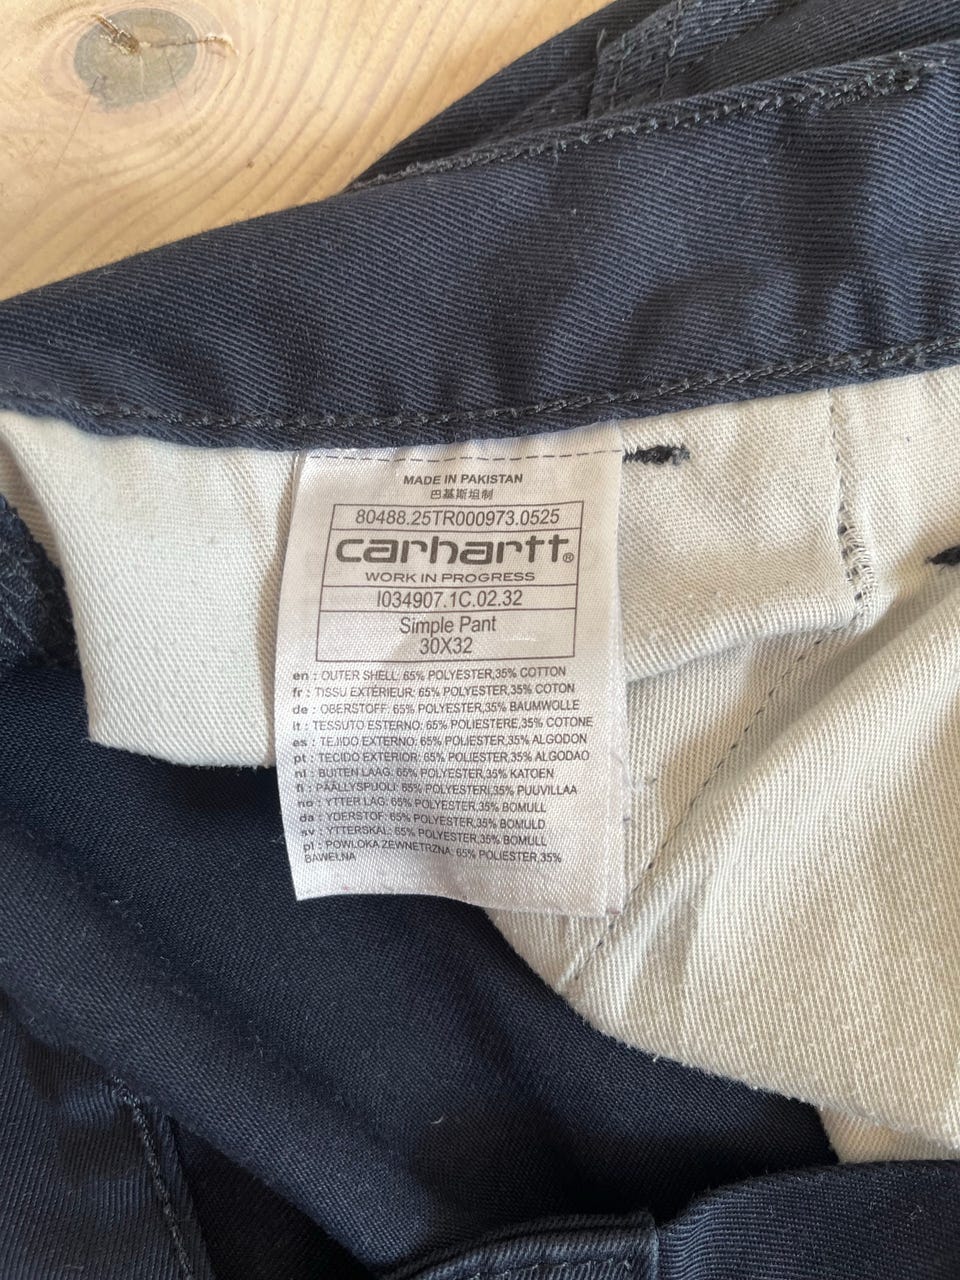 MADE IN PAKISTAN
巴基斯坦制
80488.25TR000973.0525
carhartt®
WORK IN PROGRESS
I034907.1C.02.32
Simple Pant
30X32
en : OUTER SHELL: 65% POLYESTER,35% COTTON
fr : TISSU EXTÉRIEUR: 65% POLYESTER,35% COTON
de : OBERSTOFF: 65% POLYESTER,35% BAUMWOLLE
it : TESSUTO ESTERNO: 65% POLIESTERE,35% COTONE
es : TEJIDO EXTERNO: 65% POLIESTER,35% ALGODON
pt : TECIDO EXTERIOR: 65% POLIESTER,35% ALGODAO
nl : BUITEN LAAG: 65% POLYESTER,35% KATOEN
fi : PÄÄLLYSPUOLI: 65% POLYESTERI,35% PUUVILLAA
no : YTTER LAG: 65% POLYESTER,35% BOMULL
da : YDERSTOF: 65% POLYESTER,35% BOMULD
sv : YTTERSKAL: 65% POLYESTER,35% BOMULL
pl : POWLOKA ZEWNETRZNA: 65% POLIESTER,35%
BAWEŁNA